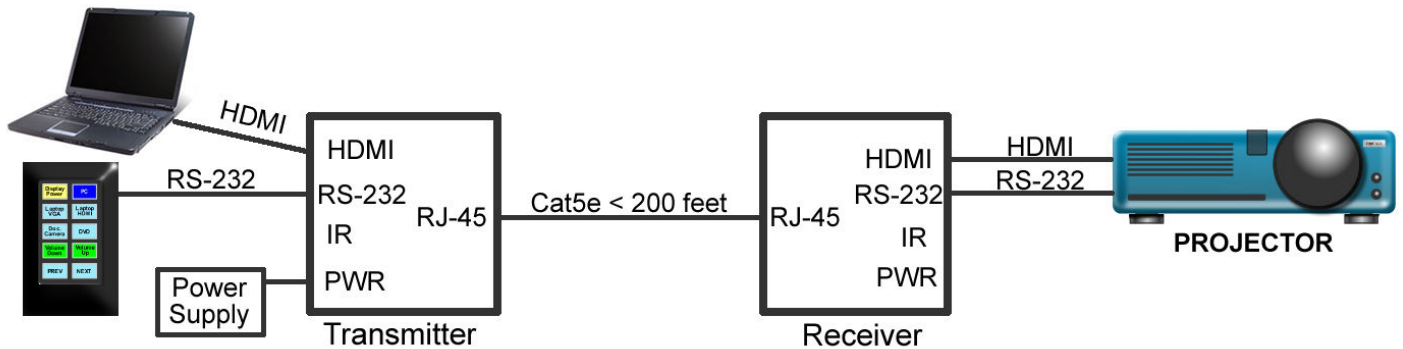 HDMI
RS-232
Display Power
PC
Laptop VGA
Laptop HDMI
Doc. Camera
DVD
Volume Down
Volume Up
PREV
NEXT
Power
Supply
HDMI
RS-232
IR
PWR
RJ-45
Transmitter
Cat5e < 200 feet
RJ-45
HDMI
RS-232
IR
PWR
Receiver
HDMI
RS-232
PROJECTOR